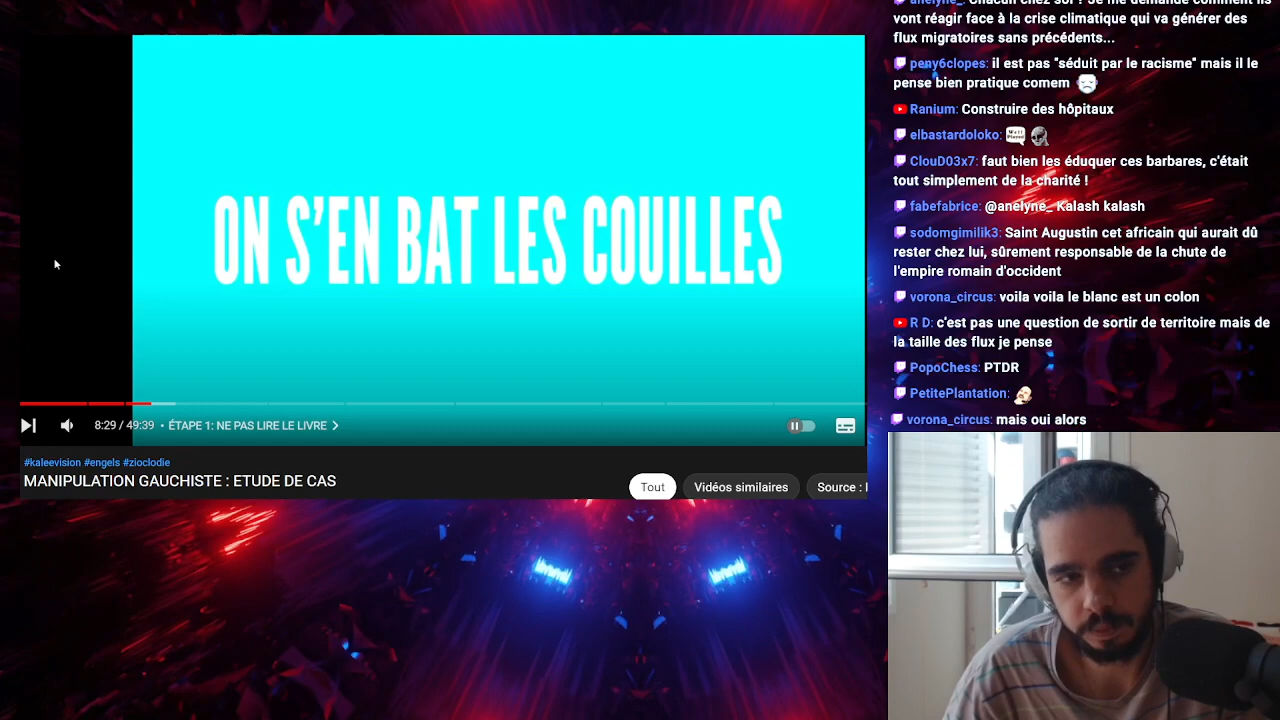 ON S'EN BAT LES COUILLES
8:29 / 49:39 • ÉTAPE 1: NE PAS LIRE LE LIVRE
#kaleevision #engels #zioclodie
MANIPULATION GAUCHISTE : ETUDE DE CAS
Tout
Vidéos similaires
Source :
vont réagir face à la crise climatique qui va générer des
flux migratoires sans précédents...
peny6clopes: il est pas "séduit par le racisme" mais il le
pense bien pratique comem
Ranium: Construire des hôpitaux
elbastardoloko:
ClouD03x7: faut bien les éduquer ces barbares, c'était
tout simplement de la charité !
fabefabrice: @anelyne_ Kalash kalash
sodomgimilik3: Saint Augustin cet africain qui aurait dû
rester chez lui, sûrement responsable de la chute de
l'empire romain d'occident
vorona_circus: voila voila le blanc est un colon
R D: c'est pas une question de sortir de territoire mais de
la taille des flux je pense
PopoChess: PTDR
PetitePlantation:
vorona_circus: mais oui alors